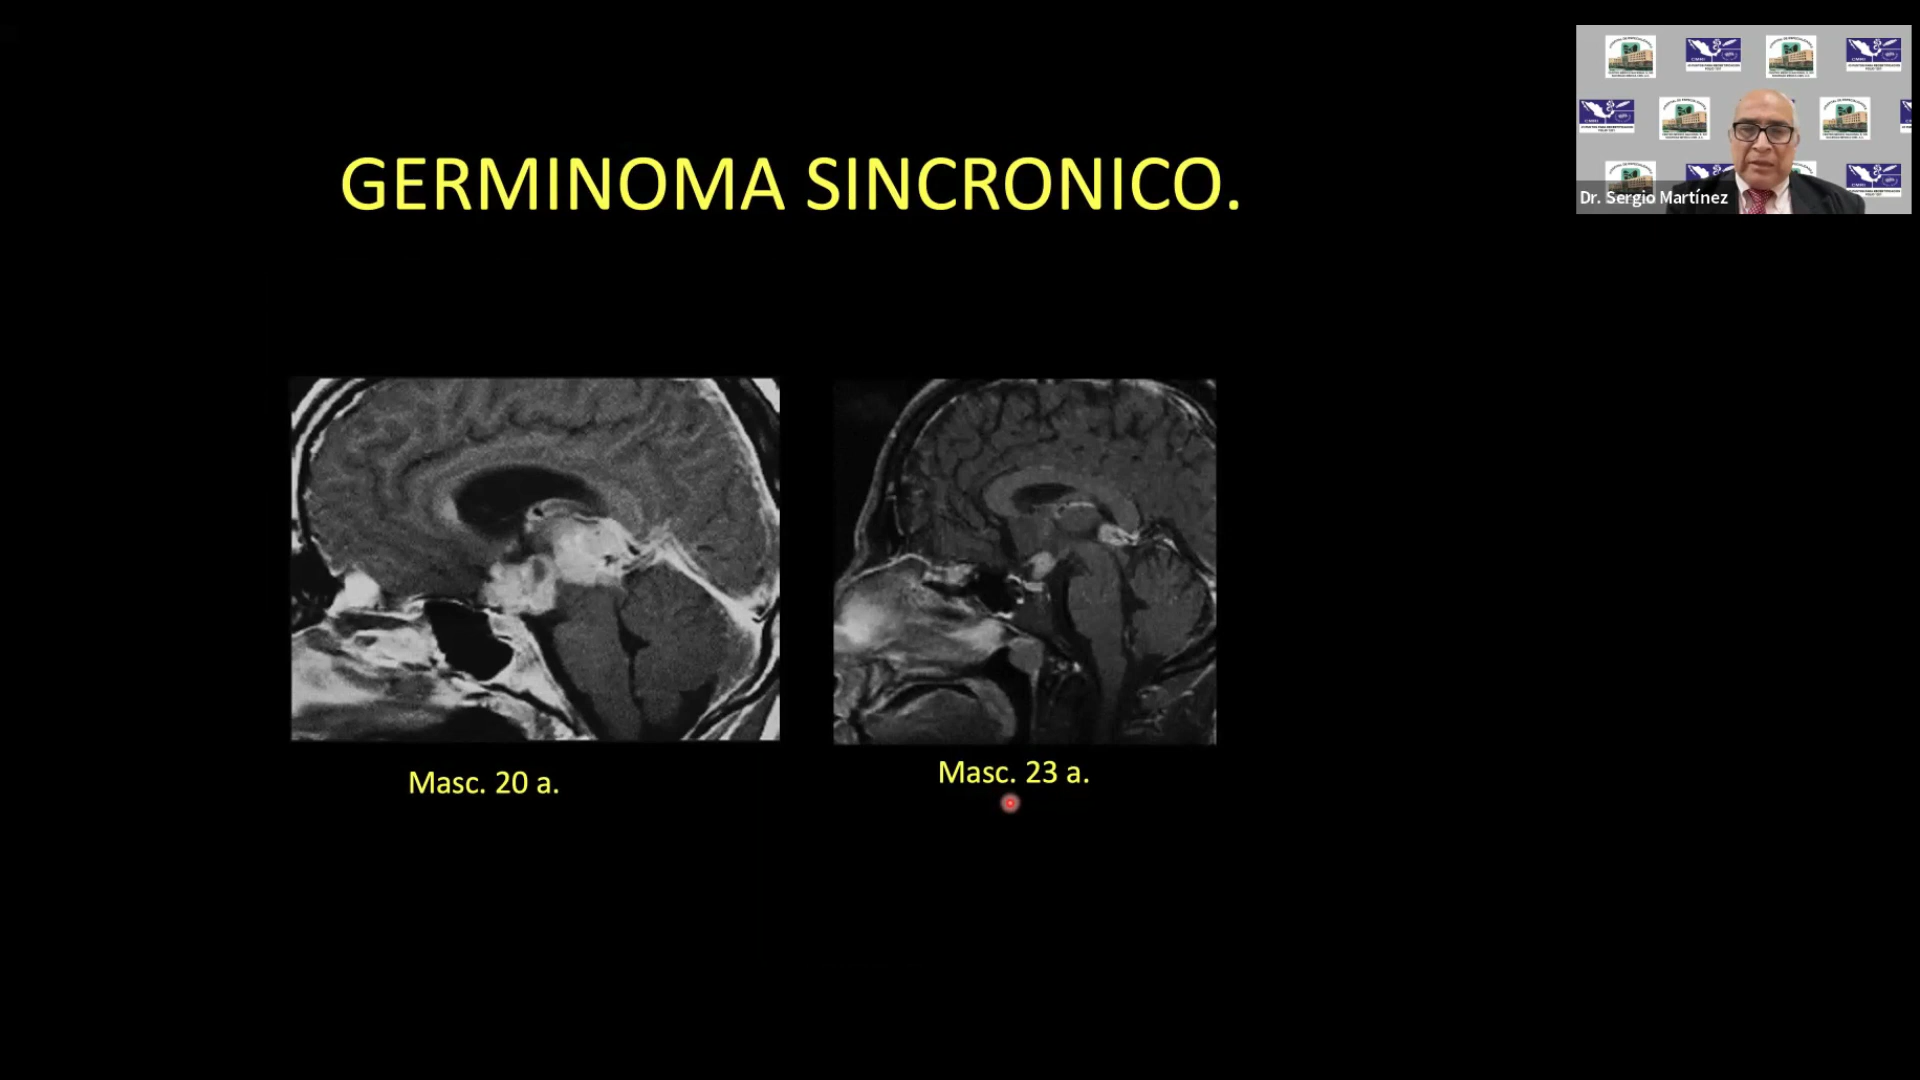 GERMINOMA SINCRONICO.
Dr. Sergio Martínez
Masc. 20 a.
Masc. 23 a.